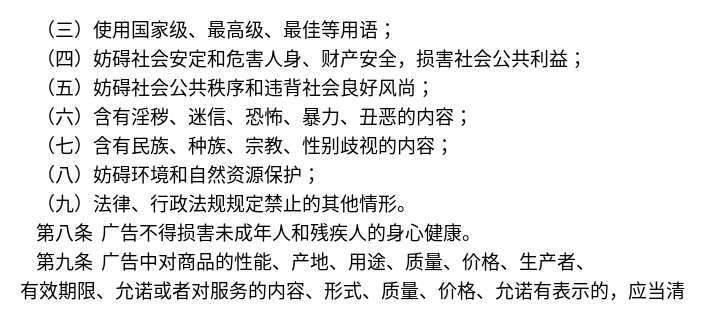 （三）使用国家级、最高级、最佳等用语；
（四）妨碍社会安定和危害人身、财产安全，损害社会公共利益；
（五）妨碍社会公共秩序和违背社会良好风尚；
（六）含有淫秽、迷信、恐怖、暴力、丑恶的内容；
（七）含有民族、种族、宗教、性别歧视的内容；
（八）妨碍环境和自然资源保护；
（九）法律、行政法规规定禁止的其他情形。
第八条 广告不得损害未成年人和残疾人的身心健康。
第九条 广告中对商品的性能、产地、用途、质量、价格、生产者、
有效期限、允诺或者对服务的内容、形式、质量、价格、允诺有表示的，应当清